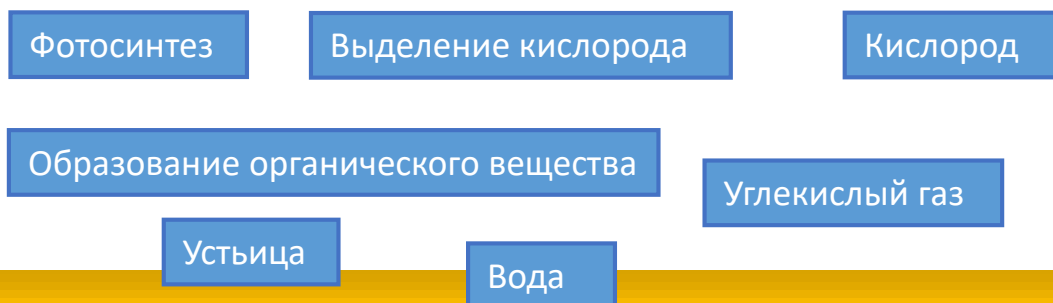 Фотосинтез
Выделение кислорода
Кислород
Образование органического вещества
Углекислый газ
Устьица
Вода